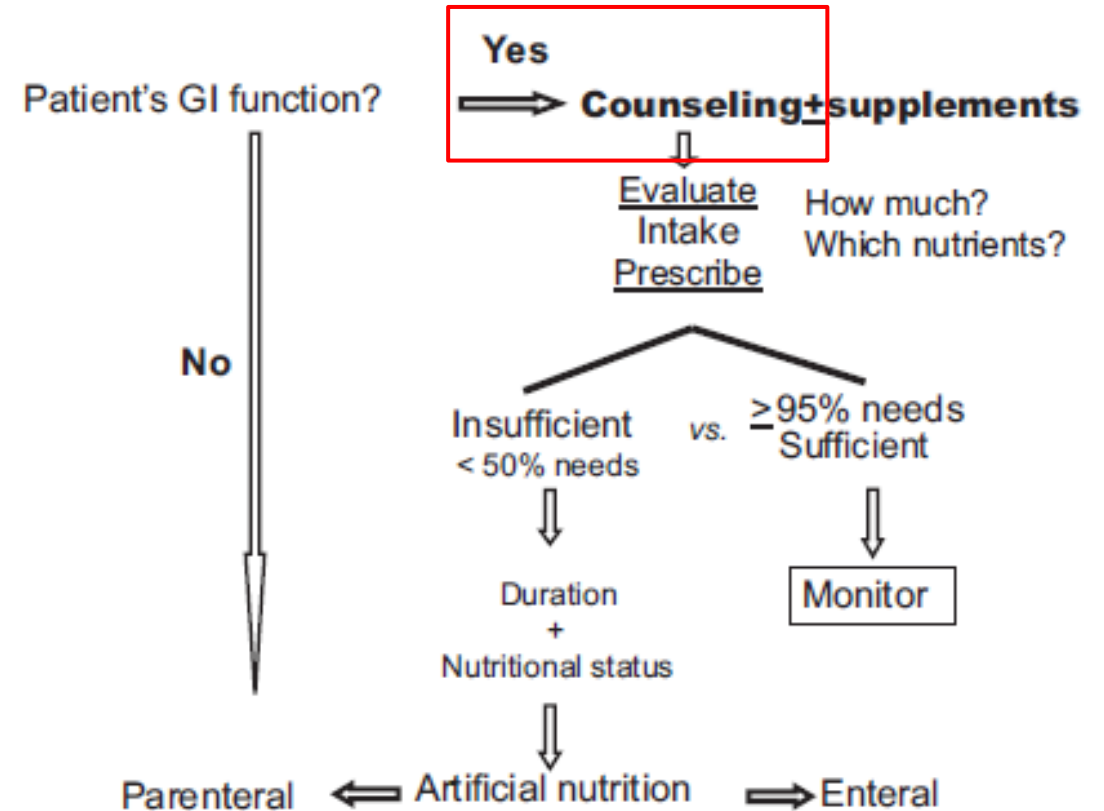 Yes
Patient's GI function?
Counseling±supplements
Evaluate
Intake
Prescribe
How much?
Which nutrients?
No
Insufficient
< 50% needs
vs.
≥95% needs
Sufficient
Duration
+
Nutritional status
Monitor
Parenteral
Artificial nutrition
Enteral